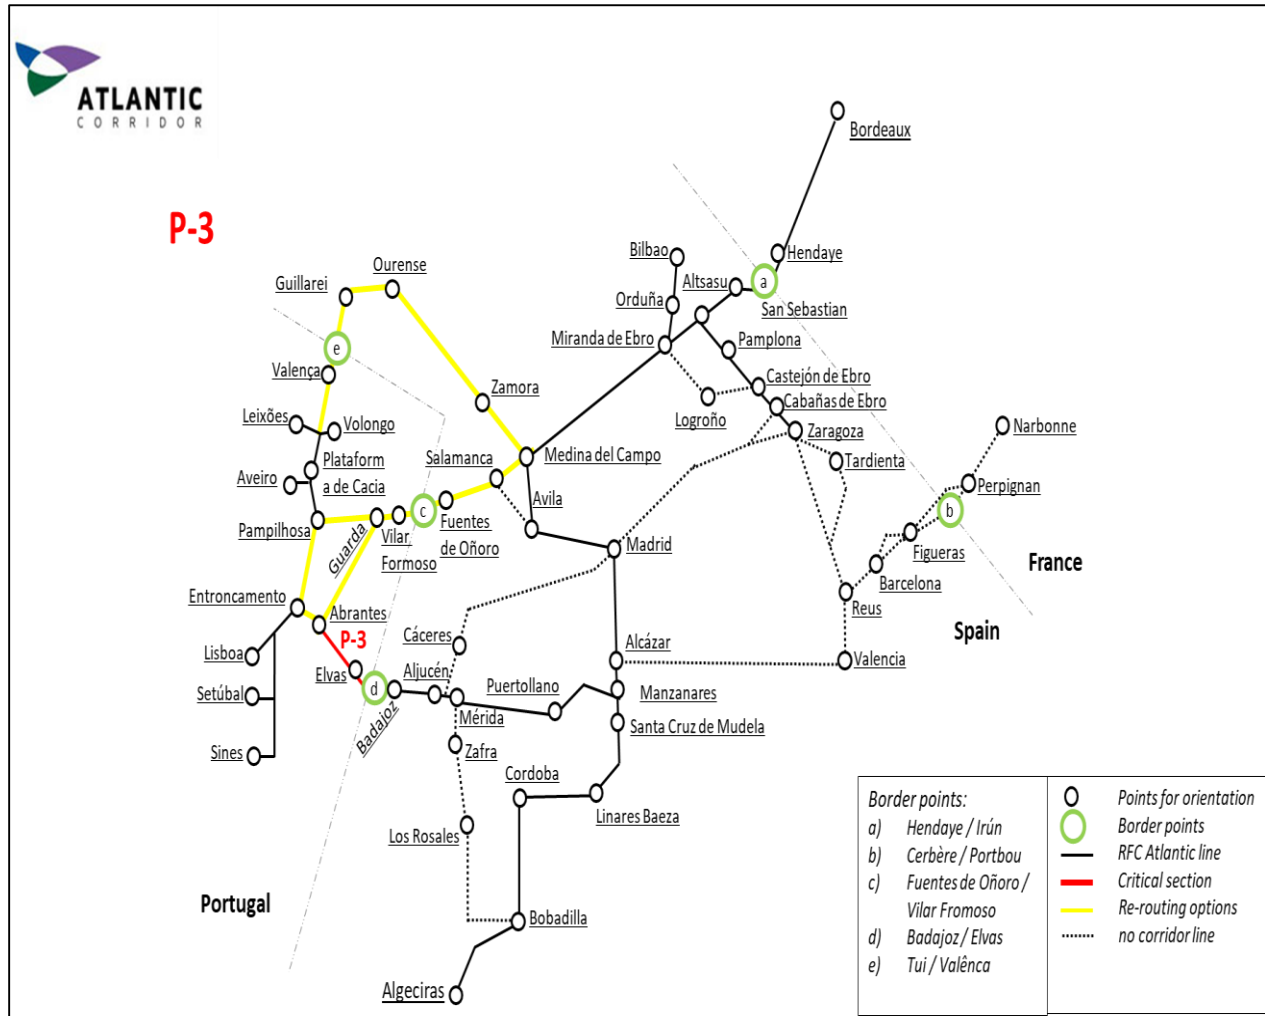 ATLANTIC
CORRIDOR
P-3
Bordeaux
Hendaye
Bilbao
Altsasu
a
Ourense
Guillarei
Orduña
San Sebastian
Miranda de Ebro
Pamplona
e
Valença
Castejón de Ebro
Zamora
Cabañas de Ebro
Leixões
Volongo
Logroño
Zaragoza
Narbonne
Salamanca
Medina del Campo
Tardienta
Plataform
a de Cacia
Aveiro
Perpignan
Avila
c
b
Pampilhosa
Guarda
Vilar
Formoso
Fuentes
de Oñoro
Madrid
Figueras
France
Barcelona
Entroncamento
Abrantes
Reus
P-3
Spain
Lisboa
Cáceres
Alcázar
Valencia
Elvas
Aljucén
d
Badajoz
Puertollano
Manzanares
Setúbal
Mérida
Santa Cruz de Mudela
Sines
Zafra
Cordoba
Linares Baeza
Los Rosales
Portugal
Bobadilla
Algeciras
Border points:
a) Hendaye / Irún
b) Cerbère / Portbou
c) Fuentes de Oñoro /
Vilar Fromoso
d) Badajoz / Elvas
e) Tui / Valênca
Points for orientation
Border points
RFC Atlantic line
Critical section
Re-routing options
no corridor line